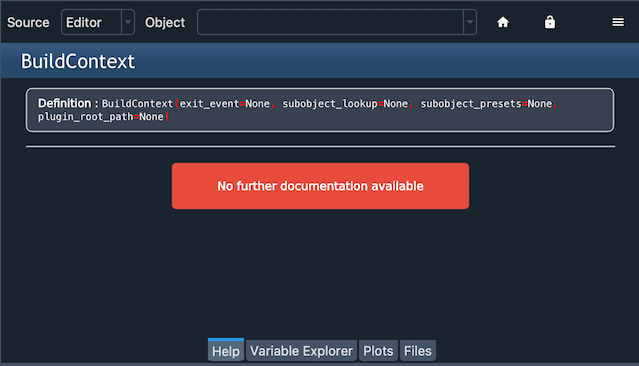 Source Editor Object
BuildContext
Definition : BuildContext(exit_event=None, subobject_lookup=None, subobject_presets=None,
plugin_root_path=None)
No further documentation available
Help Variable Explorer Plots Files